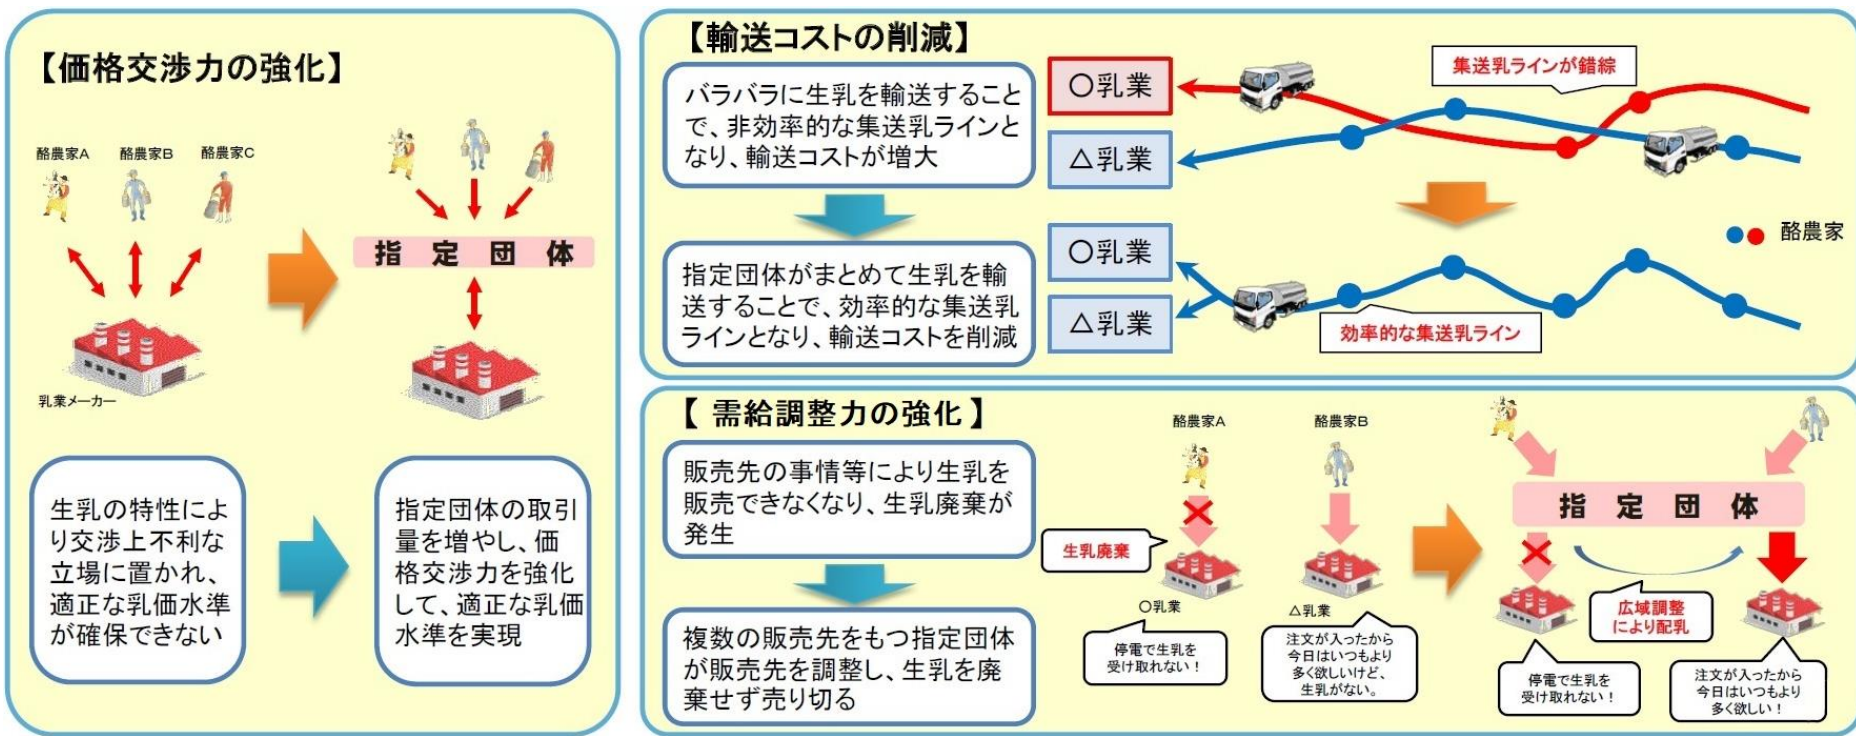 【価格交渉力の強化】
酪農家A
酪農家B
酪農家C
指定団体
乳業メーカー
生乳の特性によ
り交渉上不利な
立場に置かれ、
適正な乳価水準
が確保できない
指定団体の取引
量を増やし、価
格交渉力を強化
して、適正な乳価
水準を実現
【輸送コストの削減】
バラバラに生乳を輸送すること
で、非効率的な集送乳ラインと
なり、輸送コストが増大
〇乳業
△乳業
集送乳ラインが錯綜
指定団体がまとめて生乳を輸
送することで、効率的な集送乳
ラインとなり、輸送コストを削減
〇乳業
△乳業
効率的な集送乳ライン
酪農家
【 需給調整力の強化 】
販売先の事情等により生乳を
販売できなくなり、生乳廃棄が
発生
複数の販売先をもつ指定団体
が販売先を調整し、生乳を廃
棄せず売り切る
酪農家A
酪農家B
生乳廃棄
〇乳業
△乳業
停電で生乳を
受け取れない！
注文が入ったから
今日はいつもより
多く欲しいけど、
生乳がない。
指定団体
広域調整
により配乳
停電で生乳を
受け取れない！
注文が入ったから
今日はいつもより
多く欲しい！